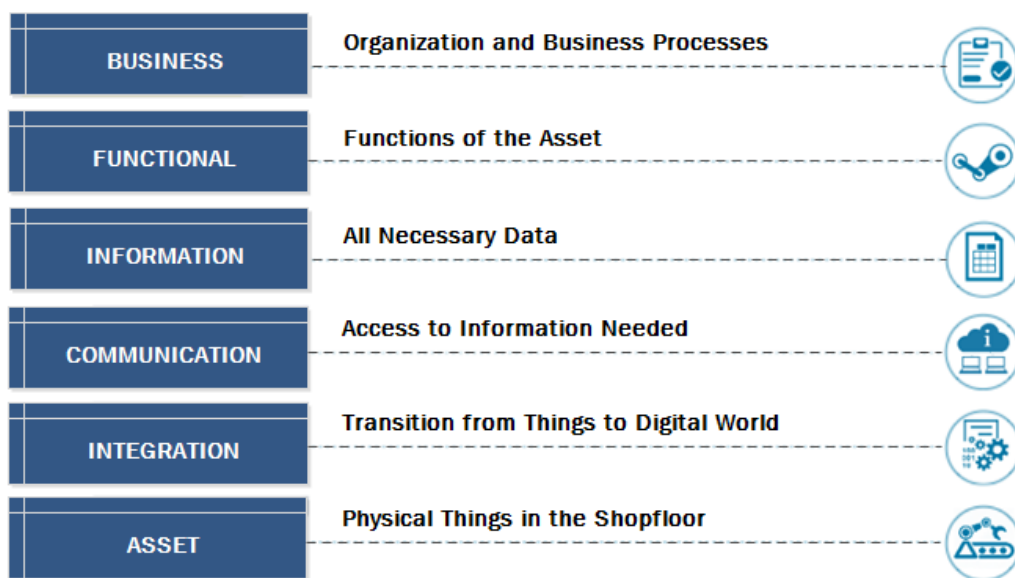 BUSINESS
Organization and Business Processes
FUNCTIONAL
Functions of the Asset
INFORMATION
All Necessary Data
COMMUNICATION
Access to Information Needed
i
INTEGRATION
Transition from Things to Digital World
ASSET
Physical Things in the Shopfloor